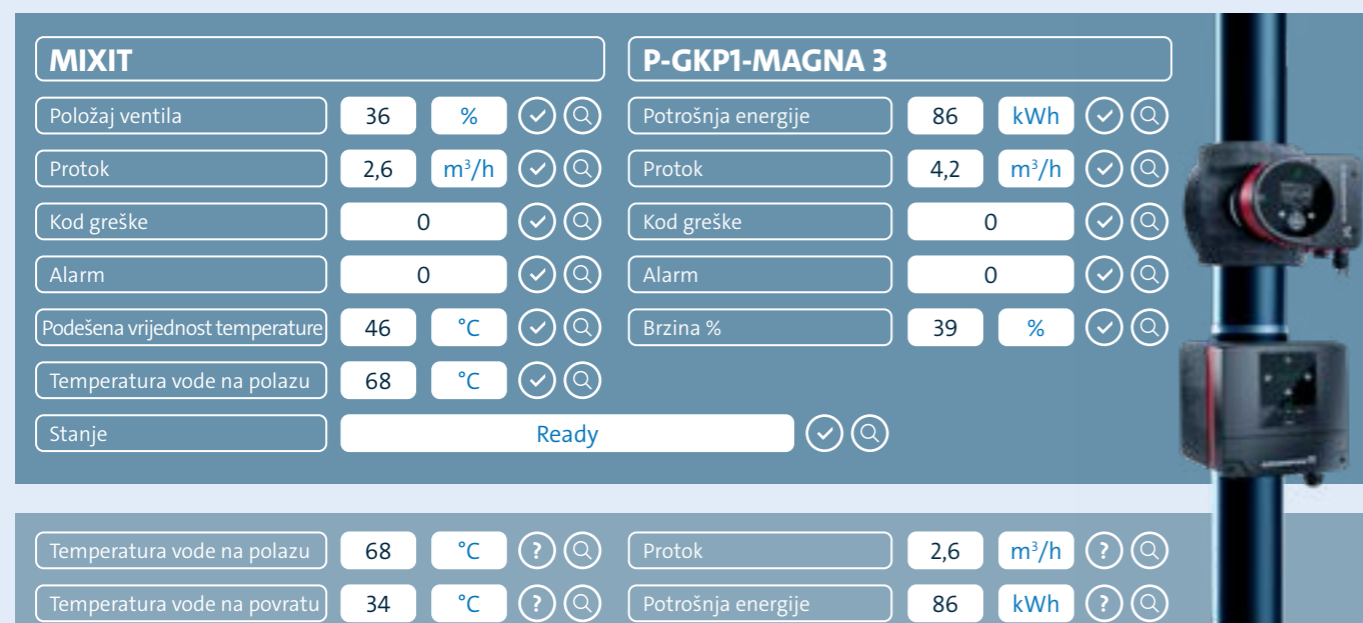 MIXIT P-GKP1-MAGNA 3
Položaj ventila 36 % Potrošnja energije 86 kWh
Protok 2,6 m³/h Protok 4,2 m³/h
Kod greške 0 Kod greške 0
Alarm 0 Alarm 0
Podešena vrijednost temperature 46 °C Brzina % 39 %
Temperatura vode na polazu 68 °C
Stanje Ready
Temperatura vode na polazu 68 °C ? Protok 2,6 m³/h ?
Temperatura vode na povratu 34 °C ? Potrošnja energije 86 kWh ?